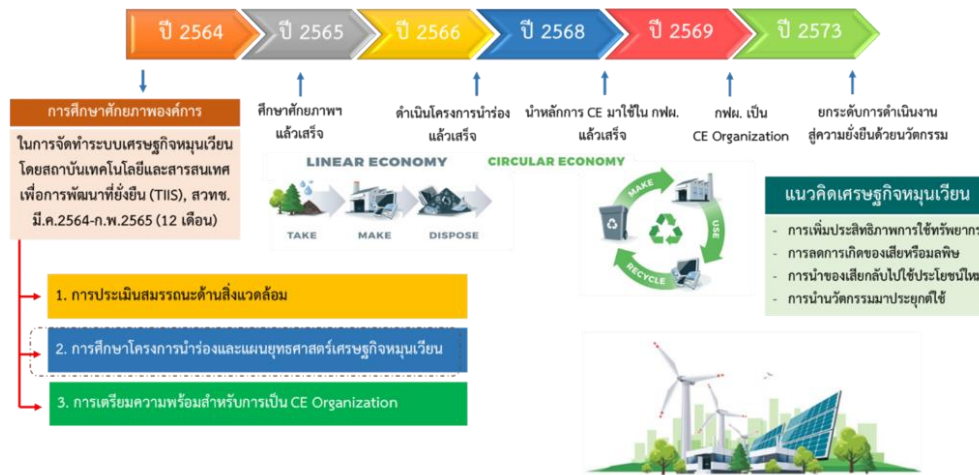 ปี 2564
ปี 2565
ปี 2566
ปี 2568
ปี 2569
ปี 2573
การศึกษาศักยภาพองค์การ
ในการจัดทำระบบเศรษฐกิจหมุนเวียน
โดยสถาบันเทคโนโลยีและสารสนเทศ
เพื่อการพัฒนาที่ยั่งยืน (TIIS), สวทช.
มี.ค.2564-ก.พ.2565 (12 เดือน)
ศึกษาศักยภาพฯ
แล้วเสร็จ
ดำเนินโครงการนำร่อง
แล้วเสร็จ
นำหลักการ CE มาใช้ใน กฟผ.
แล้วเสร็จ
กฟผ. เป็น
CE Organization
ยกระดับการดำเนินงาน
สู่ความยั่งยืนด้วยนวัตกรรม
LINEAR ECONOMY
TAKE
MAKE
DISPOSE
CIRCULAR ECONOMY
MAKE
USE
RECYCLE
แนวคิดเศรษฐกิจหมุนเวียน
- การเพิ่มประสิทธิภาพการใช้ทรัพยากร
- การลดการเกิดของเสียหรือมลพิษ
- การนำของเสียกลับไปใช้ประโยชน์ใหม่
- การนำนวัตกรรมมาประยุกต์ใช้
1. การประเมินสมรรถนะด้านสิ่งแวดล้อม
2. การศึกษาโครงการนำร่องและแผนยุทธศาสตร์เศรษฐกิจหมุนเวียน
3. การเตรียมความพร้อมสำหรับการเป็น CE Organization